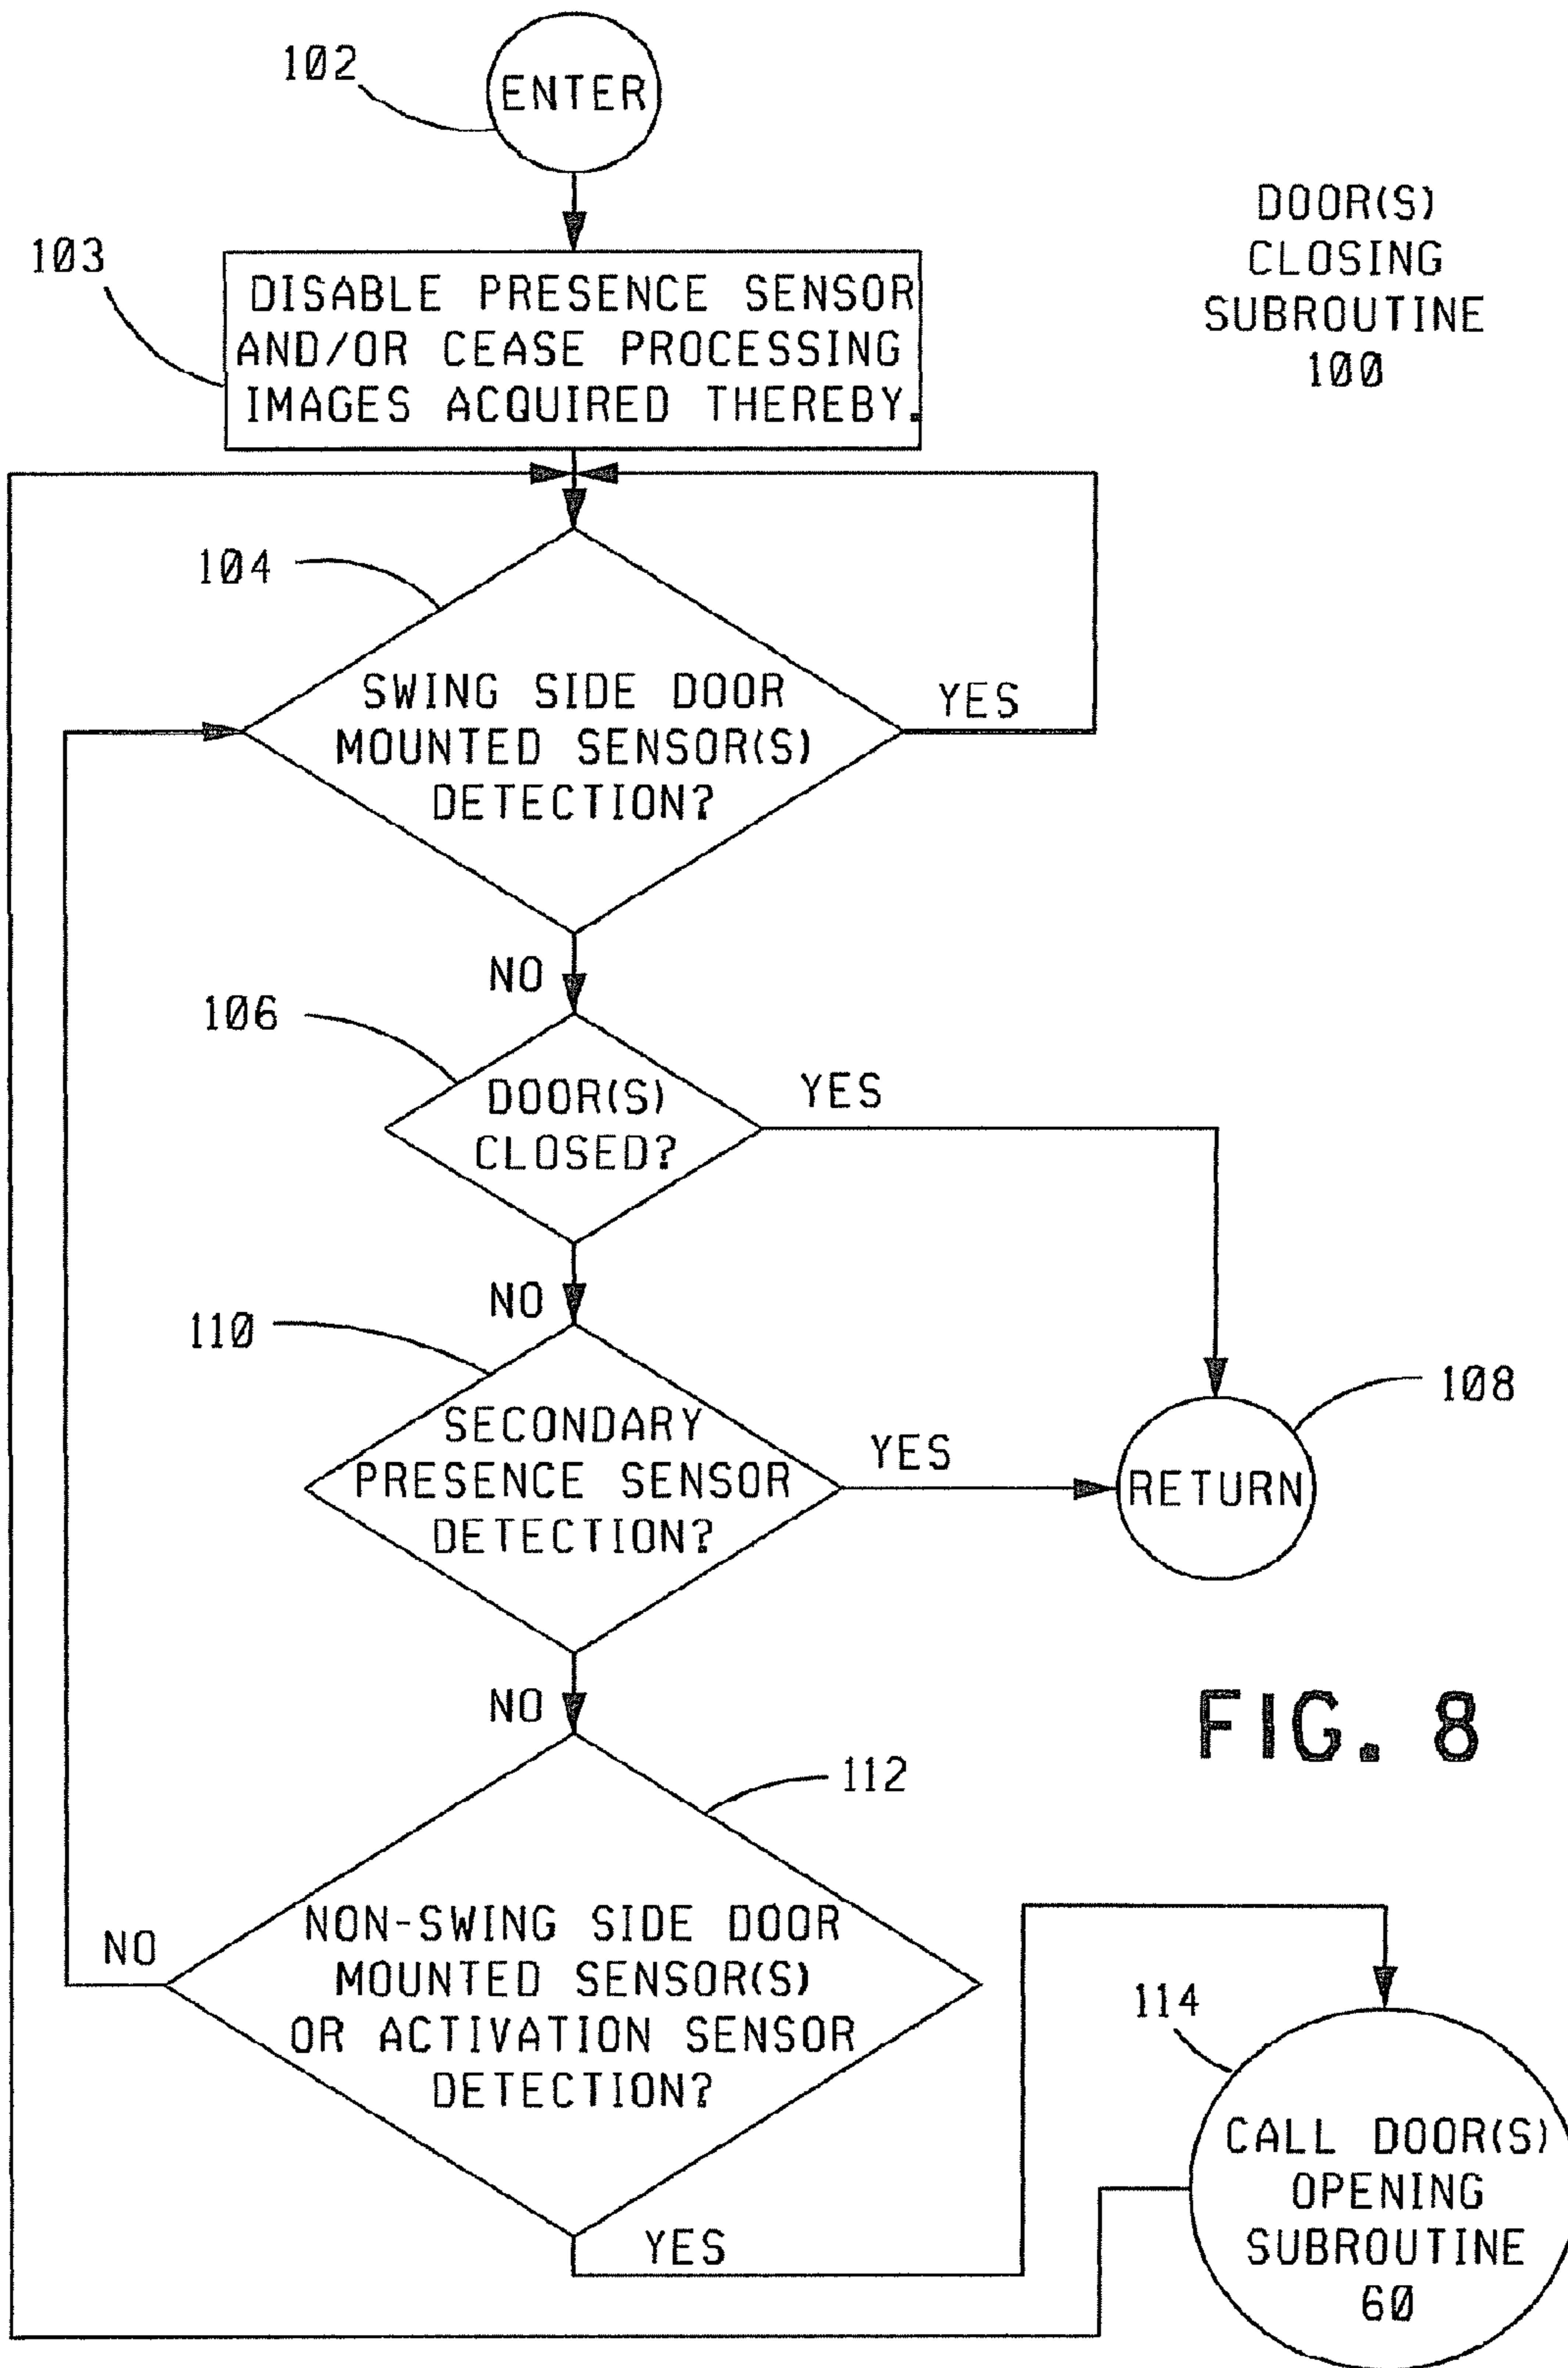 102
ENTER
DOOR(S)
CLOSING
SUBROUTINE
100
103
DISABLE PRESENCE SENSOR
AND/OR CEASE PROCESSING
IMAGES ACQUIRED THEREBY.
104
SWING SIDE DOOR
MOUNTED SENSOR(S)
DETECTION?
YES
NO
106
DOOR(S)
CLOSED?
YES
NO
110
SECONDARY
PRESENCE SENSOR
DETECTION?
YES
108
RETURN
NO
FIG. 8
112
NON-SWING SIDE DOOR
MOUNTED SENSOR(S)
OR ACTIVATION SENSOR
DETECTION?
NO
YES
114
CALL DOOR(S)
OPENING
SUBROUTINE
60